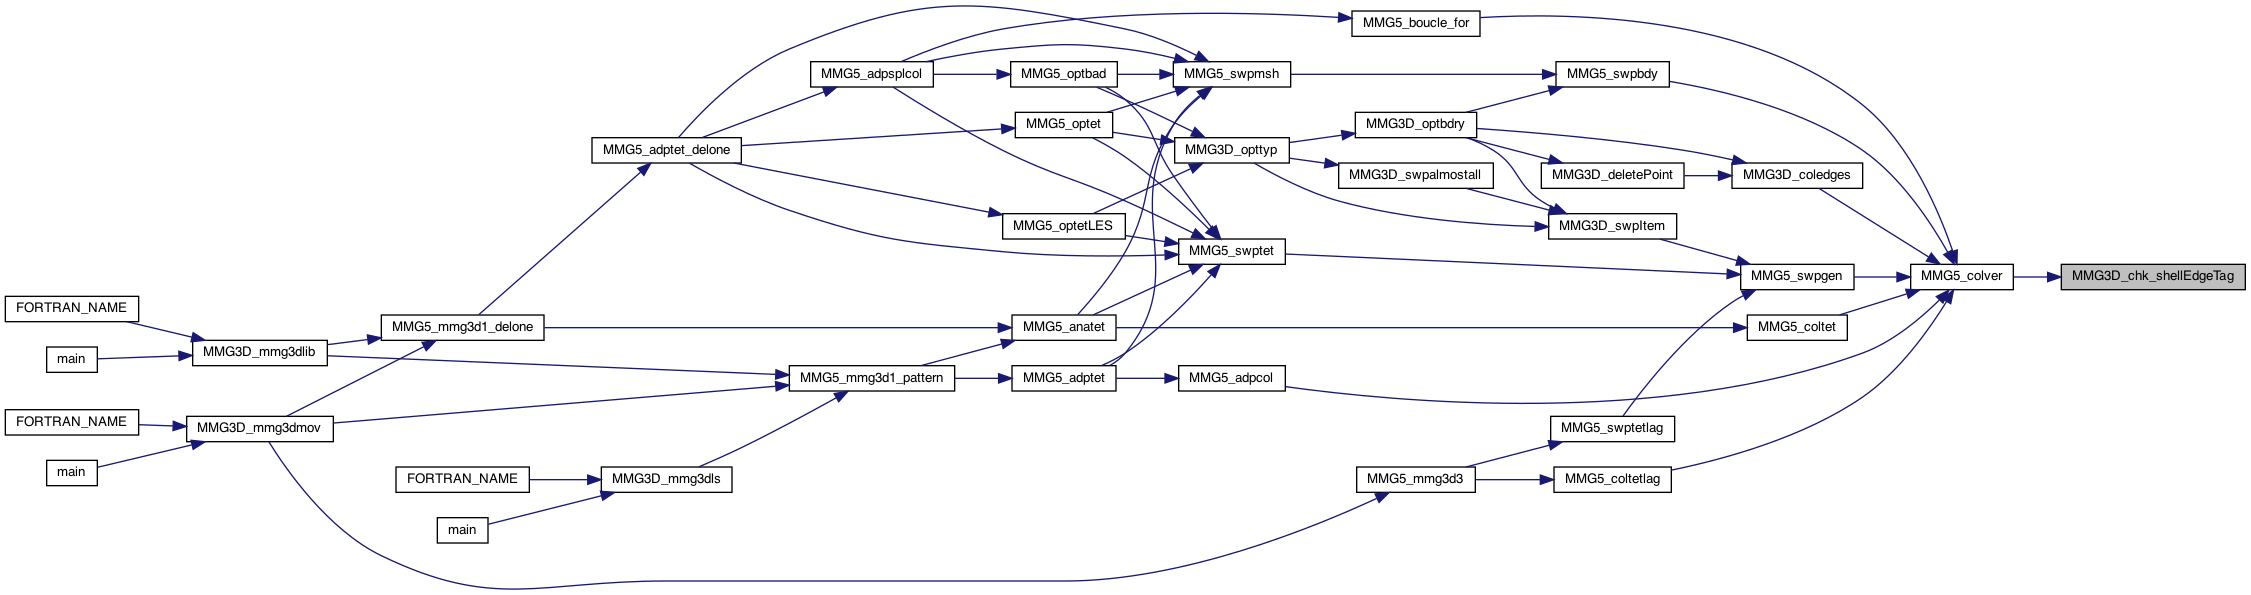 MMG5_boucle_for
MMG5_adpsplcol
MMG5_optbad
MMG5_swpmsh
MMG5_swpbdy
MMG5_optet
MMG3D_optbdry
MMG5_adptet_delone
MMG3D_opttyp
MMG3D_swpalmostall
MMG3D_deletePoint
MMG3D_coledges
MMG5_optetLES
MMG3D_swpItem
MMG5_swptet
MMG5_swpgen
MMG5_colver
MMG3D_chk_shellEdgeTag
FORTRAN_NAME
MMG5_mmg3d1_delone
MMG5_anatet
MMG5_coltet
main
MMG3D_mmg3dlib
MMG5_mmg3d1_pattern
MMG5_adptet
MMG5_adpcol
FORTRAN_NAME
MMG3D_mmg3dmov
MMG5_swptetlag
main
FORTRAN_NAME
MMG3D_mmg3dls
MMG5_mmg3d3
MMG5_coltetlag
main